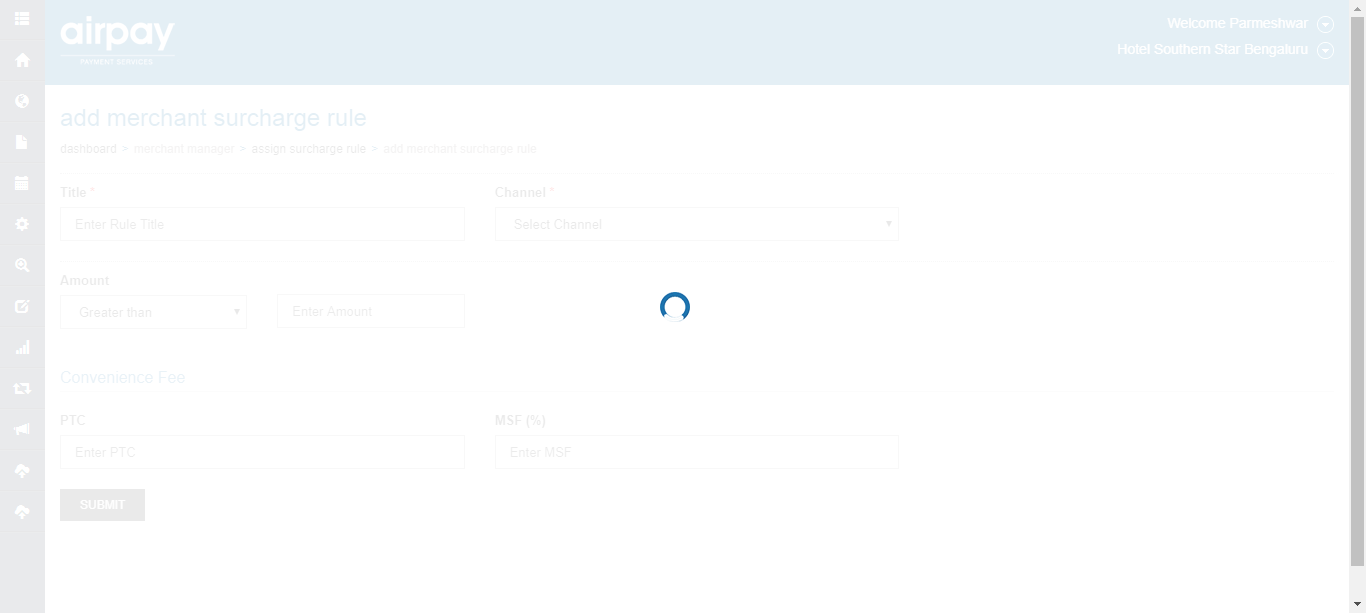 airpay
PAYMENT SERVICES
Welcome Parmeshwar
Hotel Southern Star Bengaluru
add merchant surcharge rule
dashboard > merchant manager > assign surcharge rule > add merchant surcharge rule
Title * Channel *
Enter Rule Title Select Channel
Amount
Greater than Enter Amount
Convenience Fee
PTC MSF (%)
Enter PTC Enter MSF
SUBMIT